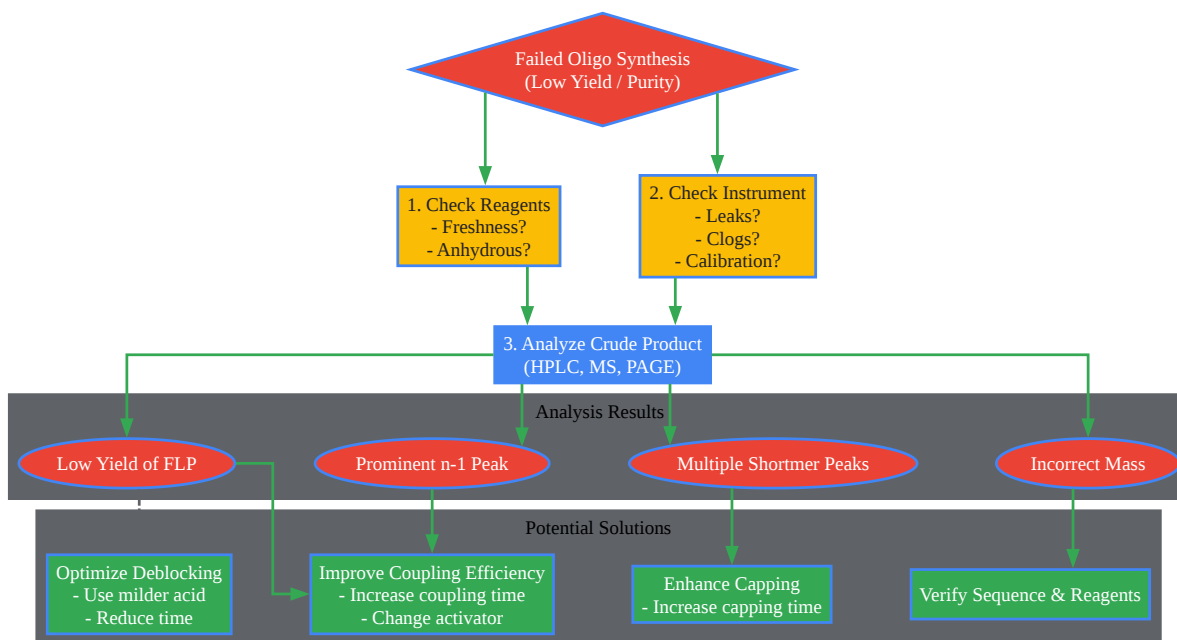 Failed Oligo Synthesis
(Low Yield / Purity)
1. Check Reagents
- Freshness?
- Anhydrous?
2. Check Instrument
- Leaks?
- Clogs?
- Calibration?
3. Analyze Crude Product
(HPLC, MS, PAGE)
Analysis Results
Low Yield of FLP
Prominent n-1 Peak
Multiple Shortmer Peaks
Incorrect Mass
Potential Solutions
Optimize Deblocking
- Use milder acid
- Reduce time
Improve Coupling Efficiency
- Increase coupling time
- Change activator
Enhance Capping
- Increase capping time
Verify Sequence & Reagents